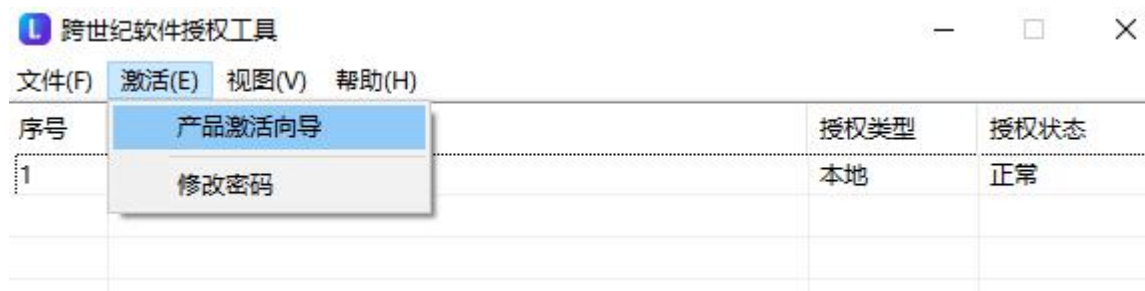 跨世纪软件授权工具
文件(F) 激活(E) 视图(V) 帮助(H)
序号 产品激活向导 授权类型 授权状态
1 修改密码 本地 正常